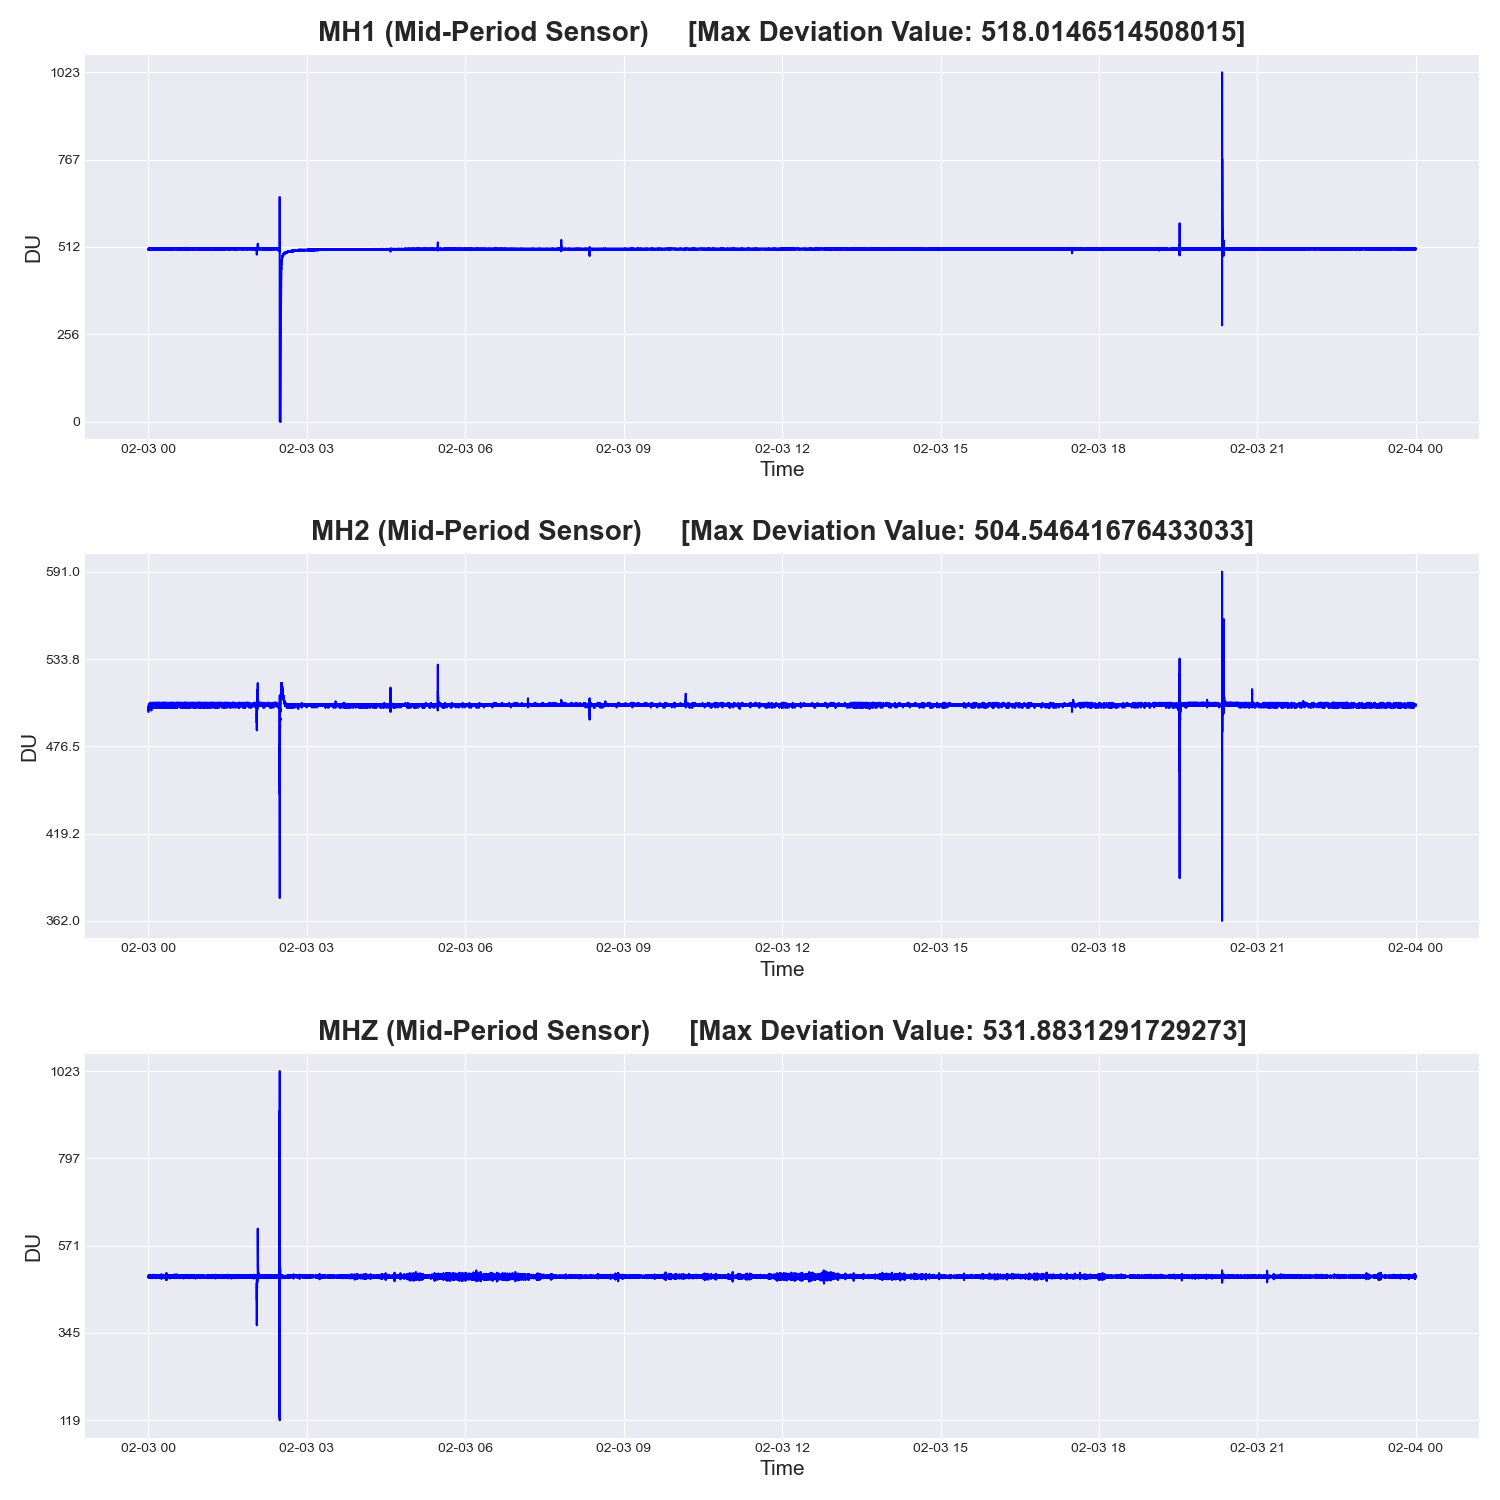 MH1 (Mid-Period Sensor) [Max Deviation Value: 518.0146514508015]
1023
767
512
256
0
DU
02-03 00 02-03 03 02-03 06 02-03 09 02-03 12 02-03 15 02-03 18 02-03 21 02-04 00
Time
MH2 (Mid-Period Sensor) [Max Deviation Value: 504.54641676433033]
591.0
533.8
476.5
419.2
362.0
DU
02-03 00 02-03 03 02-03 06 02-03 09 02-03 12 02-03 15 02-03 18 02-03 21 02-04 00
Time
MHZ (Mid-Period Sensor) [Max Deviation Value: 531.8831291729273]
1023
797
571
345
119
DU
02-03 00 02-03 03 02-03 06 02-03 09 02-03 12 02-03 15 02-03 18 02-03 21 02-04 00
Time